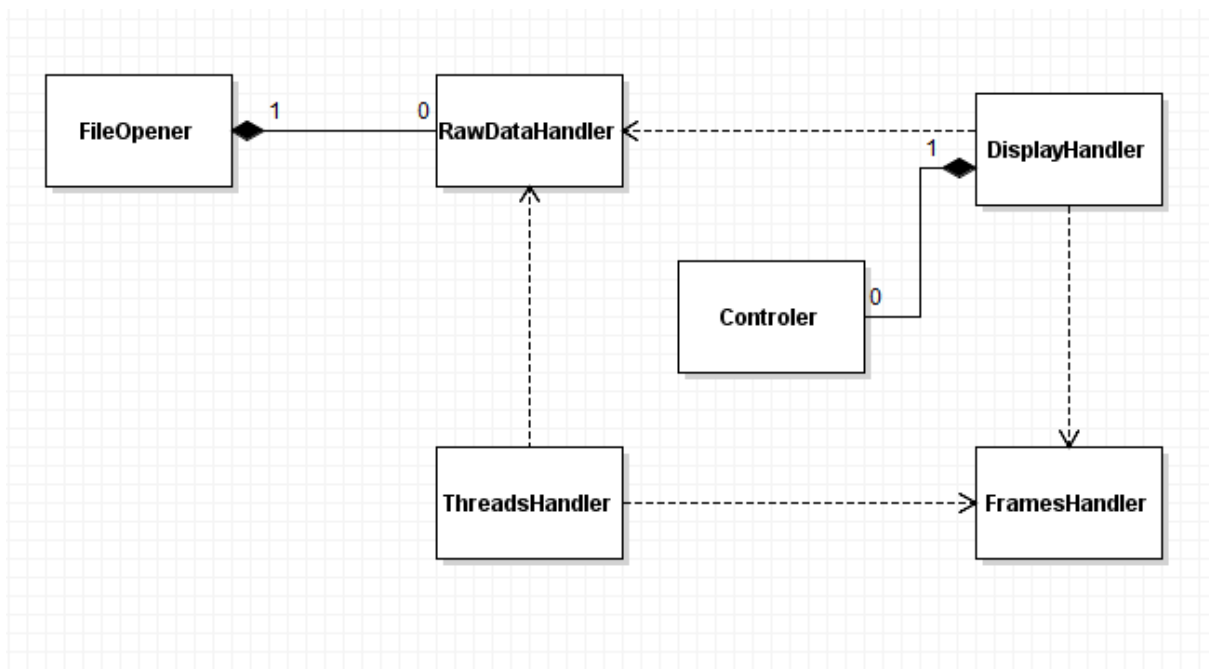 FileOpener
1
0
RawDataHandler
1
DisplayHandler
Controler
0
ThreadsHandler
FramesHandler